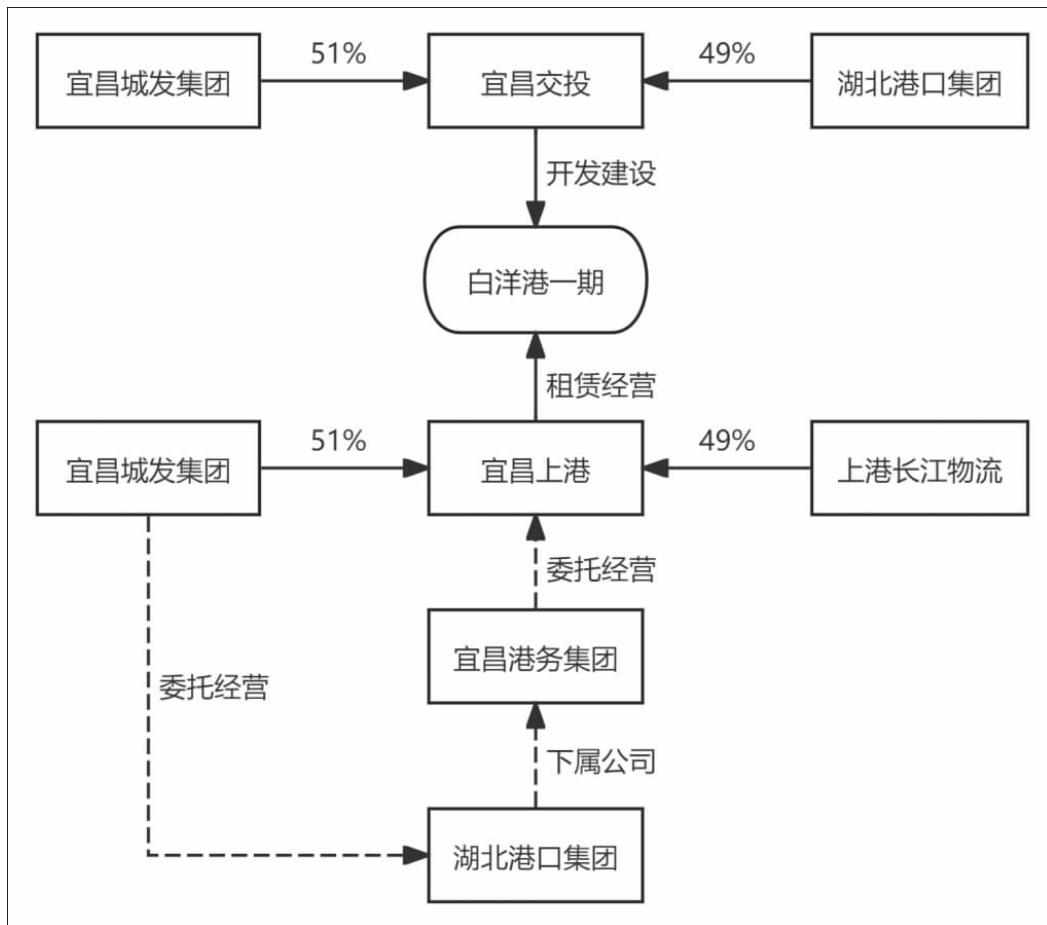 51%
49%
宜昌城发集团
宜昌交投
湖北港口集团
开发建设
白洋港一期
租赁经营
51%
49%
宜昌城发集团
宜昌上港
上港长江物流
委托经营
宜昌港务集团
委托经营
下属公司
湖北港口集团